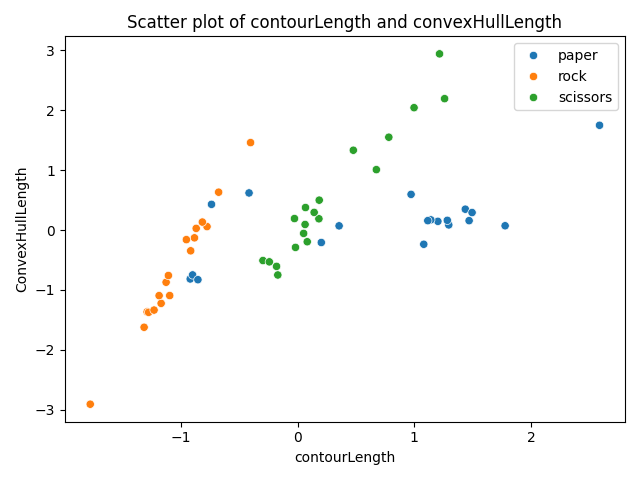 Scatter plot of contourLength and convexHullLength
paper
rock
scissors
ConvexHullLength
3
2
1
0
−1
−2
−3
−1
0
1
2
contourLength